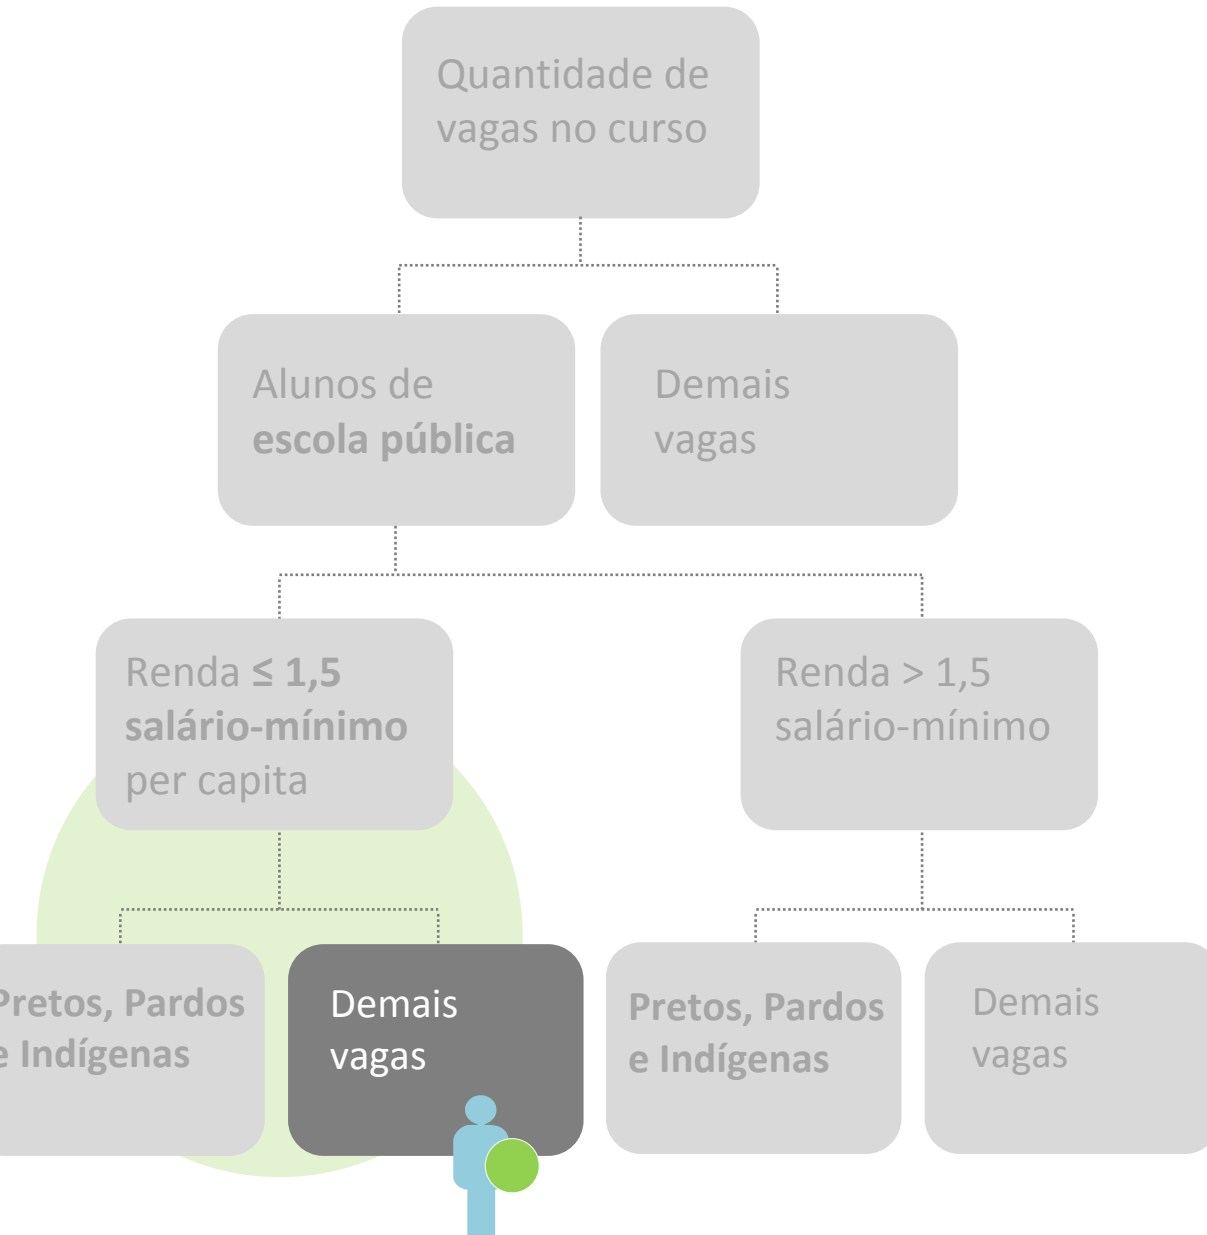 Quantidade de
vagas no curso
Alunos de
escola pública
Demais
vagas
Renda ≤ 1,5
salário-mínimo
per capita
Renda > 1,5
salário-mínimo
Pretos, Pardos
e Indígenas
Demais
vagas
Pretos, Pardos
e Indígenas
Demais
vagas